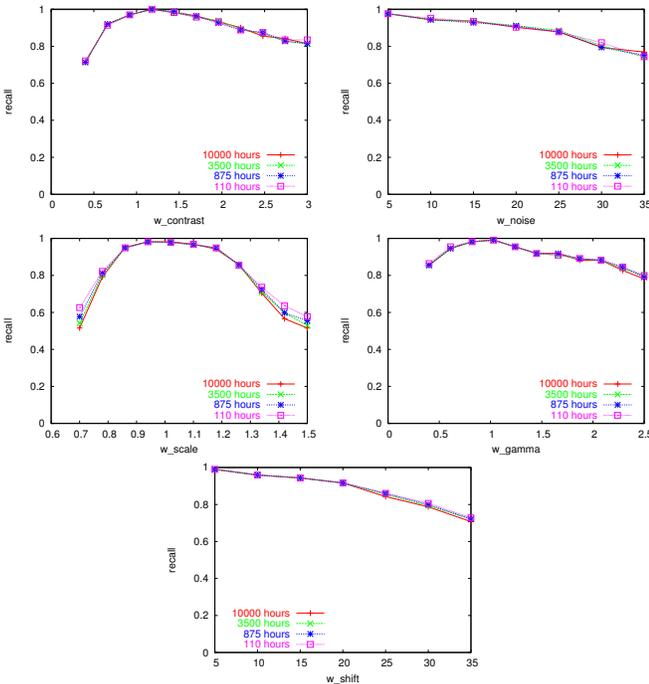 1
0.8
0.6
0.4
0.2
0
recall
0 0.5 1 1.5 2 2.5 3
w_contrast
10000 hours
3500 hours
875 hours
110 hours
1
0.8
0.6
0.4
0.2
0
recall
5 10 15 20 25 30 35
w_noise
10000 hours
3500 hours
875 hours
110 hours
1
0.8
0.6
0.4
0.2
0
recall
0.6 0.7 0.8 0.9 1 1.1 1.2 1.3 1.4 1.5
w_scale
10000 hours
3500 hours
875 hours
110 hours
1
0.8
0.6
0.4
0.2
0
recall
0 0.5 1 1.5 2 2.5
w_gamma
10000 hours
3500 hours
875 hours
110 hours
1
0.8
0.6
0.4
0.2
0
recall
5 10 15 20 25 30 35
w_shift
10000 hours
3500 hours
875 hours
110 hours